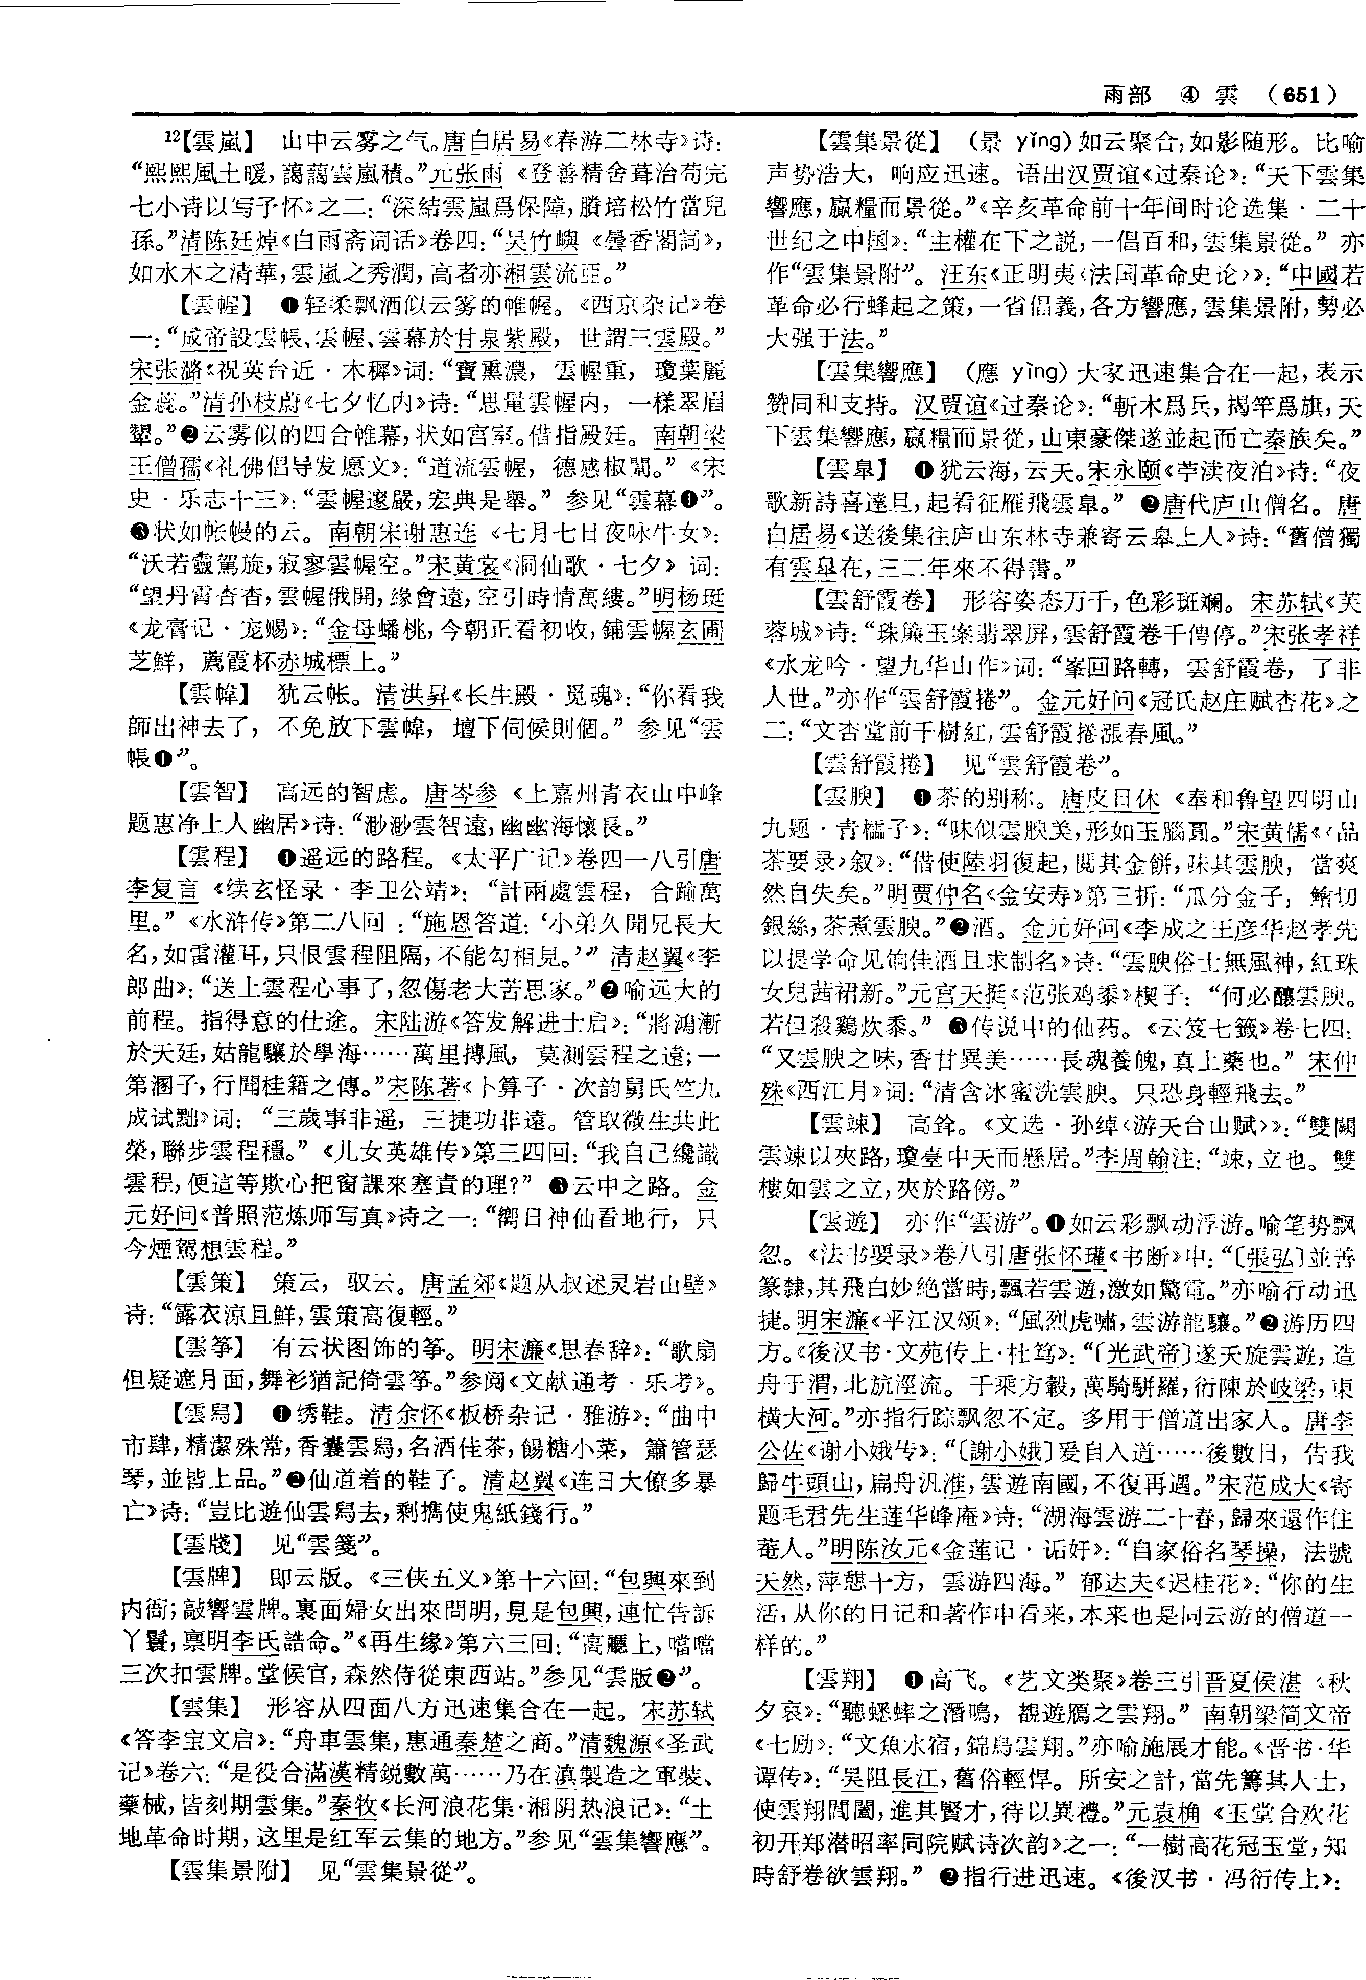 雨部 ④ 雲 (651)
12【雲嵐】 山中云雾之气。唐白居易《春游二林寺》诗：
“熙熙風土暖，藹藹雲嵐積。”元张雨《登善精舍葺治苟完
七小诗以写予怀》之二：“深結雲嵐爲保障，賸培松竹當兒
孫。”清陈廷焯《白雨斋词话》卷四：“吴竹嶼《曇香閣詞》，
如水木之清華，雲嵐之秀潤，高者亦湘雲流亞。”
【雲幄】 ❶轻柔飘洒似云雾的帷幄。《西京杂记》卷
一：“成帝設雲帳、雲幄、雲幕於甘泉紫殿， 世謂三雲殿。”
宋张潞《祝英台近·木樨》词：“寶熏濃， 雲幄重， 瓊葉麗
金蕊。”清孙枝蔚《七夕忆内》诗：“思量雲幄内， 一樣翠眉
顰。”❷云雾似的四合帷幕，状如宫室。借指殿廷。 南朝梁
王僧孺《礼佛倡导发愿文》：“道流雲幄， 德感椒闈。”《宋
史·乐志十三》：“雲幄邃嚴，宏典是舉。” 参见“雲幕❶”。
❸状如帐幔的云。 南朝宋谢惠连《七月七日夜咏牛女》：
“沃若靈駕旋，寂寥雲幄空。”宋黄裳《洞仙歌·七夕》 词：
“望丹霄杳杳，雲幄俄開，緣會遠，空引時情萬縷。”明杨珽
《龙膏记·宠赐》：“金母蟠桃，今朝正看初收，鋪雲幄玄圃
芝鮮， 薦霞杯赤城標上。”
【雲幃】 犹云帐。清洪昇《长生殿·觅魂》：“你看我
師出神去了， 不免放下雲幃， 壇下伺候則個。” 参见“雲
帳❶”。
【雲智】 高远的智虑。唐岑参《上嘉州青衣山中峰
题惠净上人幽居》诗：“渺渺雲智遠，幽幽海懷長。”
【雲程】 ❶遥远的路程。《太平广记》卷四一八引唐
李复言《续玄怪录·李卫公靖》： “計兩處雲程， 合踰萬
里。”《水浒传》第二八回：“施恩答道：‘小弟久聞兄長大
名，如雷灌耳，只恨雲程阻隔，不能勾相見。’” 清赵翼《李
郎曲》：“送上雲程心事了，忽傷老大苦思家。”❷喻远大的
前程。指得意的仕途。 宋陆游《答发解进士启》：“將鴻漸
於天廷，姑龍驤於學海……萬里搏風， 莫測雲程之遠；一
第溷子，行聞桂籍之傳。”宋陈著《卜算子·次韵舅氏竺九
成试黜》词： “三歲事非遥， 三捷功非遠。管取微生共此
榮，聯步雲程穩。”《儿女英雄传》第三四回：“我自己纔識
雲程，便這等欺心把窗課來塞責的理？” ❸云中之路。金
元好问《普照范炼师写真》诗之一：“嚮日神仙看地行， 只
今煙駕想雲程。”
【雲策】 策云，驭云。唐孟郊《题从叔述灵岩山壁》
诗：“露衣涼且鮮，雲策高復輕。”
【雲筝】 有云状图饰的筝。明宋濂《思春辞》：“歌扇
但疑遮月面，舞衫猶記倚雲筝。”参阅《文献通考·乐考》。
【雲舄】 ❶绣鞋。清余怀《板桥杂记·雅游》：“曲中
市肆，精潔殊常，香囊雲舄，名酒佳茶，餳糖小菜， 簫管瑟
琴，並皆上品。”❷仙道着的鞋子。清赵翼《连日大僚多暴
亡》诗：“豈比遊仙雲舄去，剩攜使鬼紙錢行。”
【雲牋】 见“雲箋”。
【雲牌】 即云版。《三侠五义》第十六回：“包興來到
内衙；敲響雲牌。裏面婦女出來問明，見是包興，連忙告訴
丫鬟，稟明李氏誥命。”《再生缘》第六三回：“高廳上，噹噹
三次扣雲牌。堂候官，森然侍從東西站。”参见“雲版❷”。
【雲集】 形容从四面八方迅速集合在一起。宋苏轼
《答李宝文启》：“舟車雲集，惠通秦楚之商。”清魏源《圣武
记》卷六：“是役合滿漢精鋭數萬……乃在滇製造之軍裝、
藥械，皆刻期雲集。”秦牧《长河浪花集·湘阴热浪记》：“土
地革命时期，这里是红军云集的地方。”参见“雲集響應”。
【雲集景附】 见“雲集景從”。
【雲集景從】 （景 yǐng）如云聚合，如影随形。比喻
声势浩大， 响应迅速。 语出汉贾谊《过秦论》：“天下雲集
響應，贏糧而景從。”《辛亥革命前十年间时论选集·二十
世纪之中国》：“主權在下之説，一倡百和，雲集景從。” 亦
作“雲集景附”。 汪东《正明夷〈法国革命史论〉》：“中國若
革命必行蜂起之策，一省倡義，各方響應，雲集景附，勢必
大强于法。”
【雲集響應】 （應 yìng）大家迅速集合在一起，表示
赞同和支持。 汉贾谊《过秦论》：“斬木爲兵，揭竿爲旗，天
下雲集響應，贏糧而景從，山東豪傑遂並起而亡秦族矣。”
【雲皐】 ❶犹云海，云天。宋永颐《苧渎夜泊》诗：“夜
歌新詩喜達旦，起看征雁飛雲皐。” ❷唐代庐山僧名。唐
白居易《送後集往庐山东林寺兼寄云皋上人》诗：“舊僧獨
有雲皐在，三二年來不得書。”
【雲舒霞卷】 形容姿态万千，色彩斑斓。 宋苏轼《芙
蓉城》诗：“珠簾玉案翡翠屏，雲舒霞卷千俜停。”宋张孝祥
《水龙吟·望九华山作》词：“峯回路轉， 雲舒霞卷， 了非
人世。”亦作“雲舒霞捲”。 金元好问《冠氏赵庄赋杏花》之
二：“文杏堂前千樹紅，雲舒霞捲漲春風。”
【雲舒霞捲】 见“雲舒霞卷”。
【雲腴】 ❶茶的别称。唐皮日休《奉和鲁望四明山
九题·青櫺子》：“味似雲腴美，形如玉腦圓。”宋黄儒《〈品
茶要录〉叙》：“借使陸羽復起，閲其金餅，味其雲腴， 當爽
然自失矣。”明贾仲名《金安寿》第三折：“瓜分金子， 鱠切
銀絲，茶煮雲腴。”❷酒。 金元好问《李成之王彦华赵孝先
以提学命见饷佳酒且求制名》诗：“雲腴俗士無風神，紅珠
女兒茜裙新。”元宫天挺《范张鸡黍》楔子： “何必釀雲腴。
若但殺鷄炊黍。” ❸传说中的仙药。《云笈七籤》卷七四：
“又雲腴之味，香甘異美……長魂養魄，真上藥也。” 宋仲
殊《西江月》词：“清含冰蜜洗雲腴。只恐身輕飛去。”
【雲竦】 高耸。《文选·孙绰〈游天台山赋〉》：“雙闕
雲竦以夾路，瓊臺中天而懸居。”李周翰注：“竦，立也。雙
樓如雲之立，夾於路傍。”
【雲遊】 亦作“雲游”。❶如云彩飘动浮游。喻笔势飘
忽。《法书要录》卷八引唐张怀瓘《书断》中：“〔張弘〕並善
篆隸，其飛白妙絶當時，飄若雲遊，激如驚電。”亦喻行动迅
捷。明宋濂《平江汉颂》：“風烈虎嘯，雲游龍驤。”❷游历四
方。《後汉书·文苑传上·杜笃》：“〔光武帝〕遂天旋雲遊，造
舟于渭，北斻涇流。 千乘方轂，萬騎駢羅，衍陳於岐梁，東
横大河。”亦指行踪飘忽不定。 多用于僧道出家人。唐李
公佐《谢小娥传》：“〔謝小娥〕爰自入道……後數日， 告我
歸牛頭山，扁舟汎淮，雲遊南國，不復再遇。”宋范成大《寄
题毛君先生莲华峰庵》诗：“湖海雲游二十春，歸來還作住
菴人。”明陈汝元《金莲记·诟奸》：“自家俗名琴操， 法號
天然，萍憩十方， 雲游四海。” 郁达夫《迟桂花》：“你的生
活，从你的日记和著作中看来，本来也是同云游的僧道一
样的。”
【雲翔】 ❶高飞。《艺文类聚》卷三引晋夏侯湛《秋
夕哀》：“聽蟋蟀之潛鳴， 覩遊鴈之雲翔。” 南朝梁简文帝
《七励》：“文魚水宿，錦鳥雲翔。”亦喻施展才能。《晋书·华
谭传》：“吴阻長江，舊俗輕悍。所安之計，當先籌其人士，
使雲翔閶闔，進其賢才，待以異禮。”元袁桷《玉堂合欢花
初开郑潜昭率同院赋诗次韵》之一：“一樹高花冠玉堂，知
時舒卷欲雲翔。” ❷指行进迅速。《後汉书·冯衍传上》：